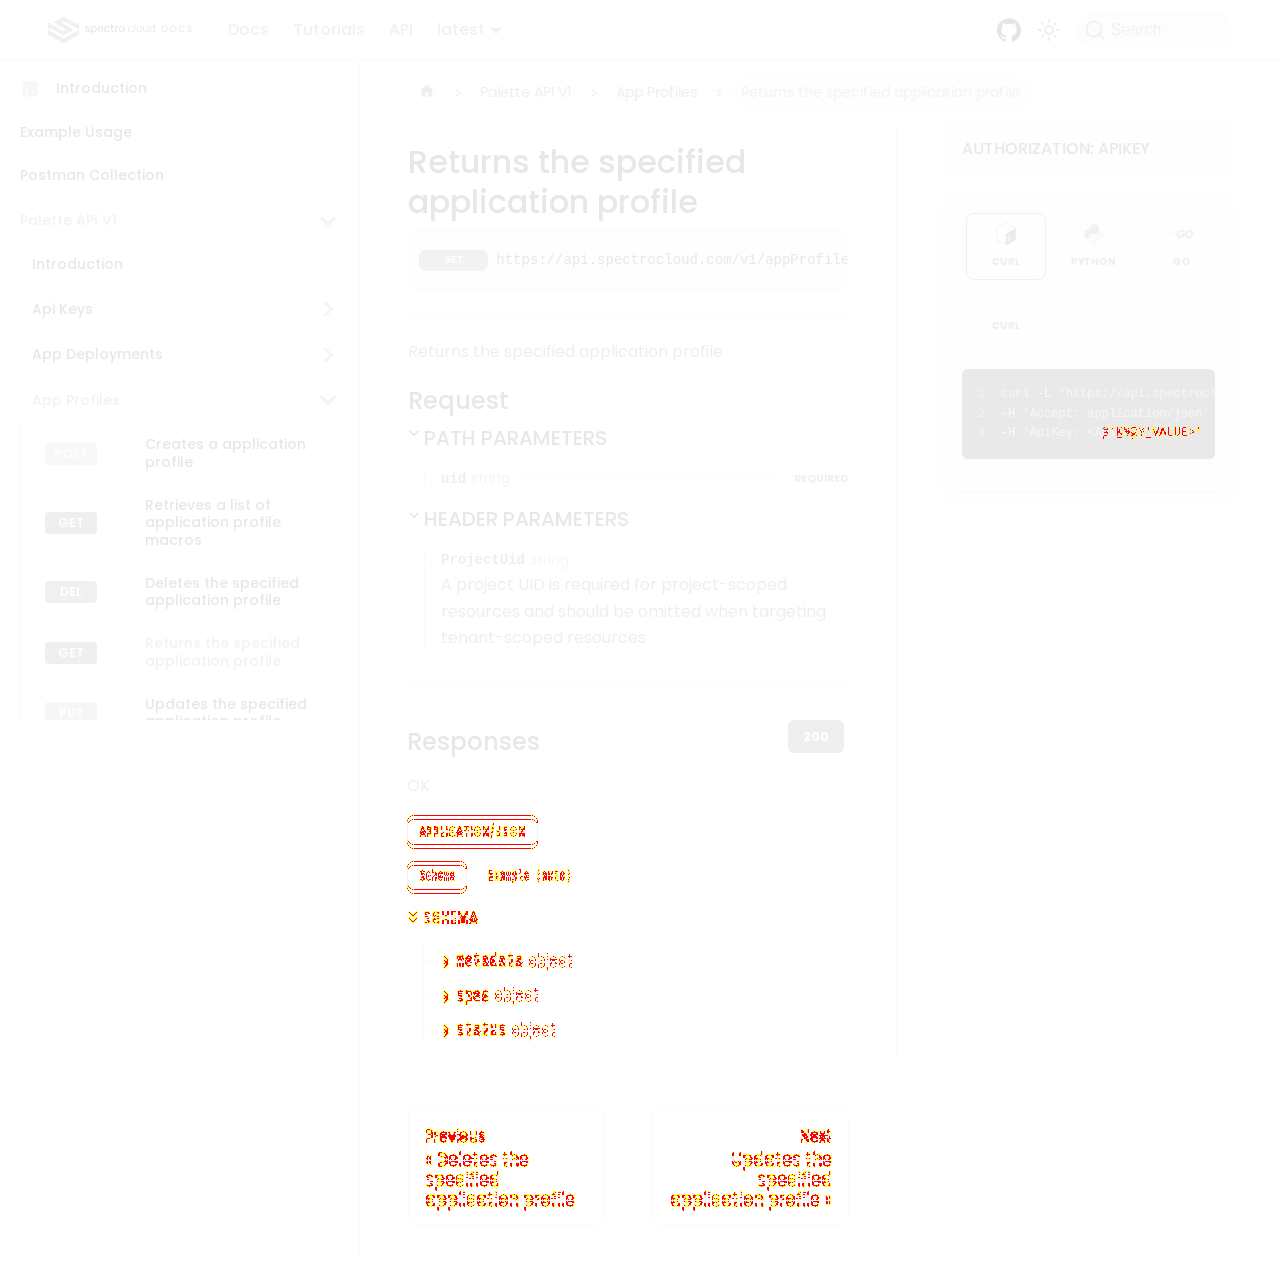 spectro cloud DOCS
Docs Tutorials API latest
Search
Introduction
Example Usage
Postman Collection
Palette API V1
Introduction
Api Keys
App Deployments
App Profiles
POST Creates a application
profile
GET Retrieves a list of
application profile
macros
DEL Deletes the specified
application profile
GET Returns the specified
application profile
PUT Updates the specified
application profile
Palette API V1 App Profiles Returns the specified application profile
Returns the specified
application profile
GET https://api.spectrocloud.com/v1/appProfile
Returns the specified application profile
Request
PATH PARAMETERS
uid string REQUIRED
HEADER PARAMETERS
ProjectUid string
A project UID is required for project-scoped
resources and should be omitted when targeting
tenant-scoped resources
Responses
200
OK
APPLICATION/JSON
Schema Example (auto)
SCHEMA
metadata object
spec object
status object
Previous
« Deletes the
specified
application profile
Next
Updates the
specified
application profile »
AUTHORIZATION: APIKEY
CURL PYTHON GO
CURL
1 curl -L 'https://api.spectrocl
2 -H 'Accept: application/json'
3 -H 'ApiKey: